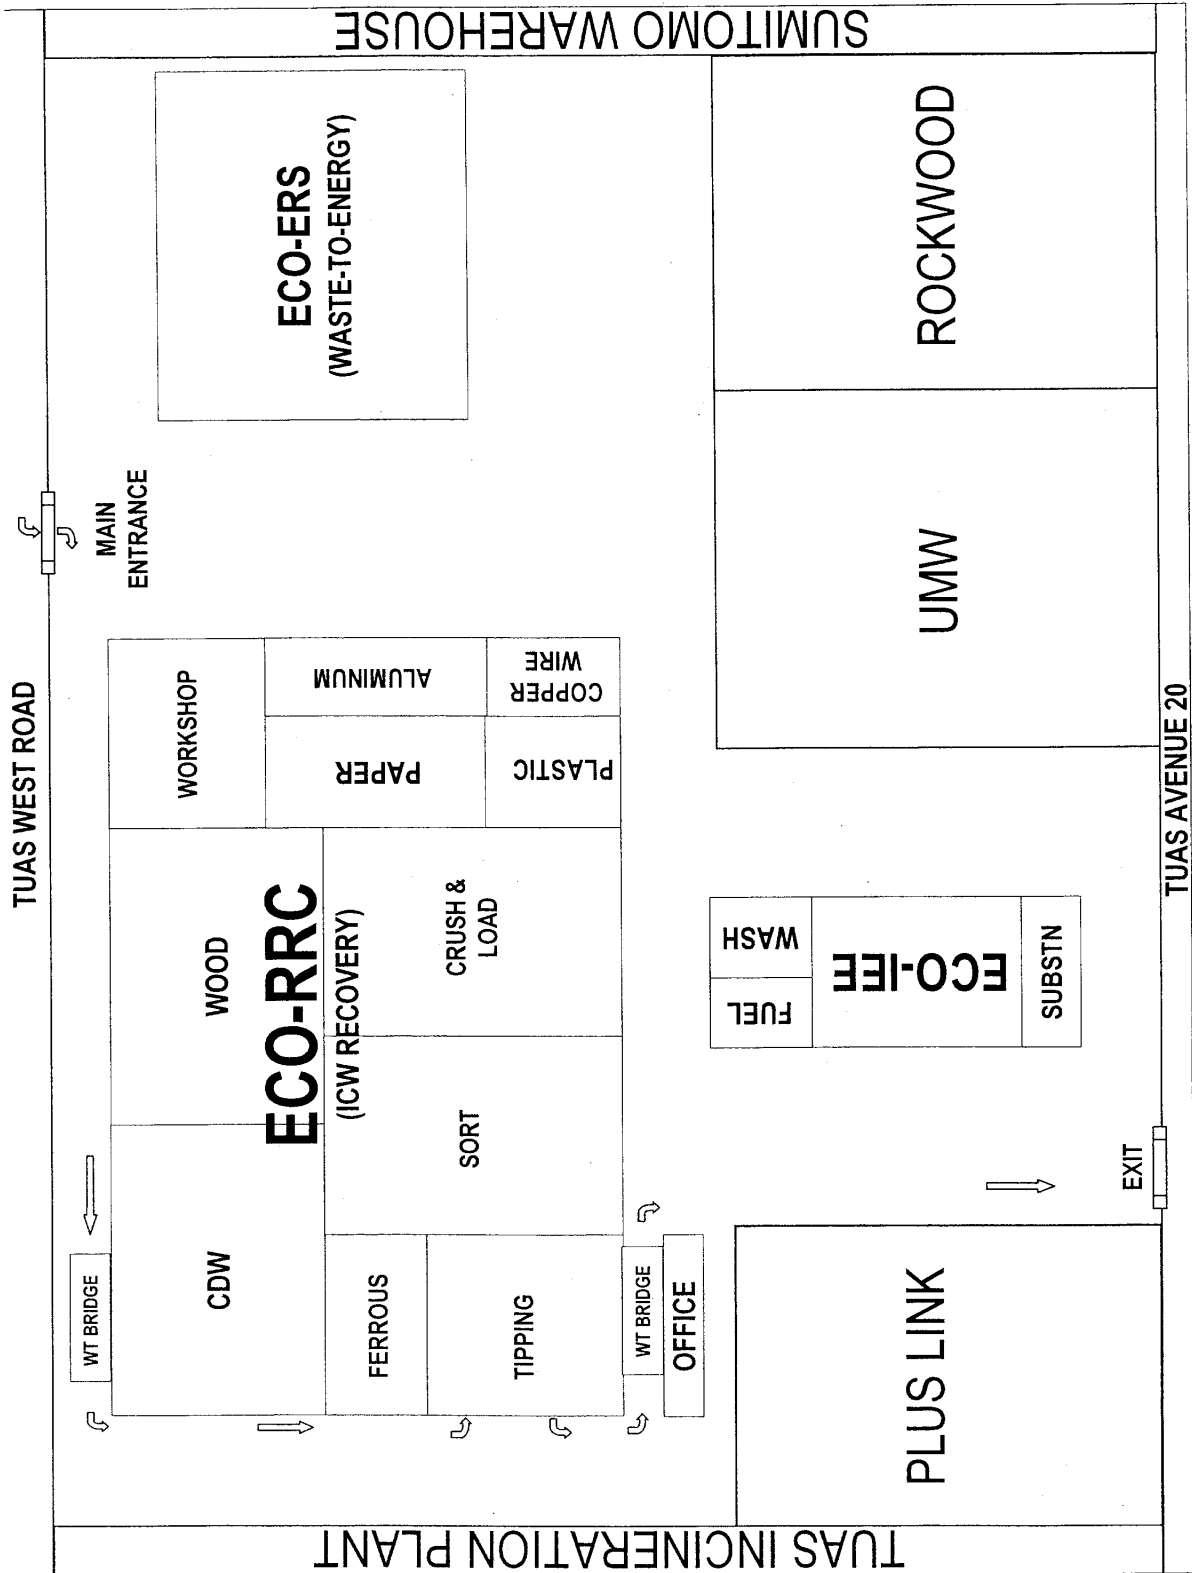 TUAS WEST ROAD
MAIN
ENTRANCE
SUMITOMO WAREHOUSE
ECO-ERS
(WASTE-TO-ENERGY)
ROCKWOOD
UMW
WORKSHOP
ALUMINUM
COPPER
WIRE
PAPER
PLASTIC
WOOD
ECO-RRC
(ICW RECOVERY)
CRUSH &
LOAD
CDW
SORT
FERROUS
TIPPING
WT BRIDGE
WT BRIDGE
OFFICE
WASH
FUEL
ECO-IEE
SUBSTN
EXIT
PLUS LINK
TUAS INCINERATION PLANT
TUAS AVENUE 20